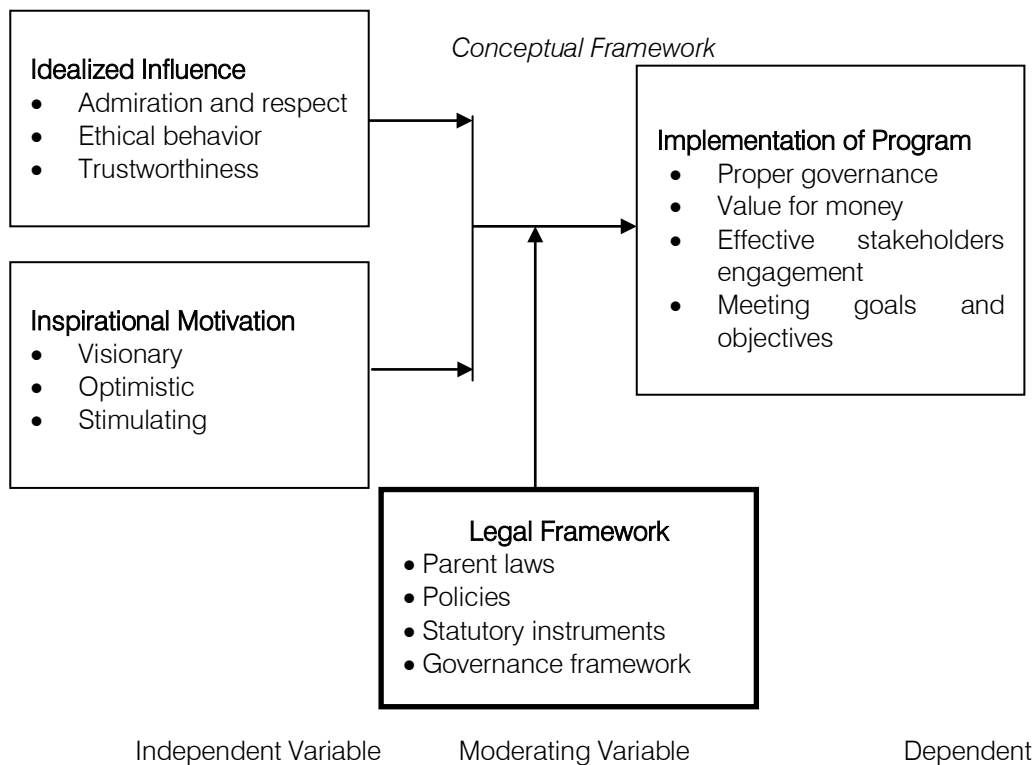 Conceptual Framework
Idealized Influence
• Admiration and respect
• Ethical behavior
• Trustworthiness
Implementation of Program
• Proper governance
• Value for money
• Effective stakeholders
engagement
• Meeting goals and
objectives
Inspirational Motivation
• Visionary
• Optimistic
• Stimulating
Legal Framework
• Parent laws
• Policies
• Statutory instruments
• Governance framework
Independent Variable Moderating Variable Dependent